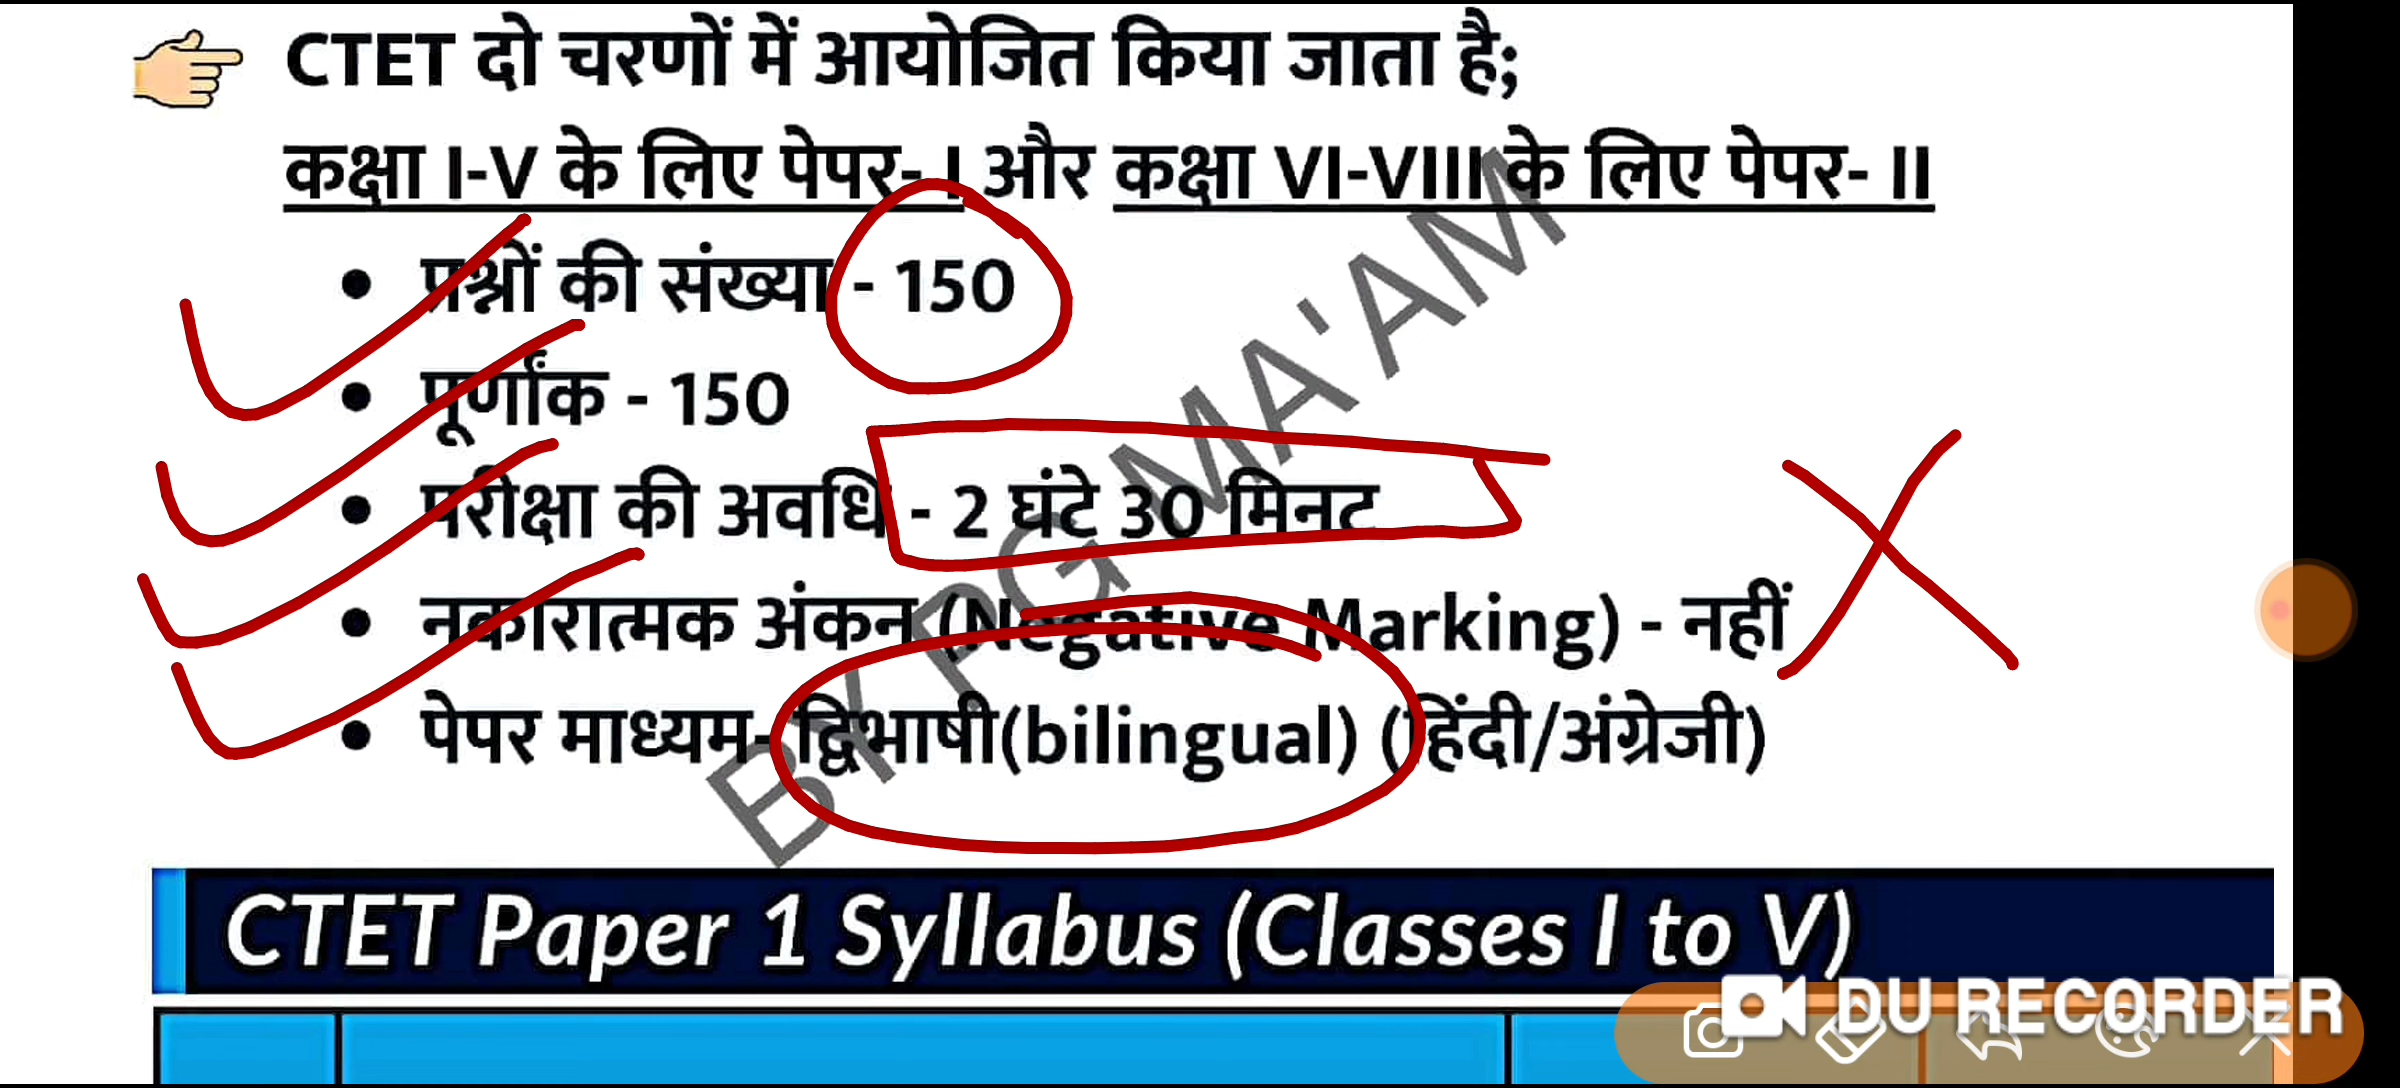 CTET दो चरणों में आयोजित किया जाता है;
कक्षा I-V के लिए पेपर- I और कक्षा VI-VIII के लिए पेपर- II
• प्रश्नों की संख्या - 150
• पूर्णांक - 150
• परीक्षा की अवधि - 2 घंटे 30 मिनट
• नकारात्मक अंकन (Negative Marking) - नहीं
• पेपर माध्यम- द्विभाषी(bilingual) (हिंदी/अंग्रेजी)
BY PG MA'AM
CTET Paper 1 Syllabus (Classes I to V)
DU RECORDER